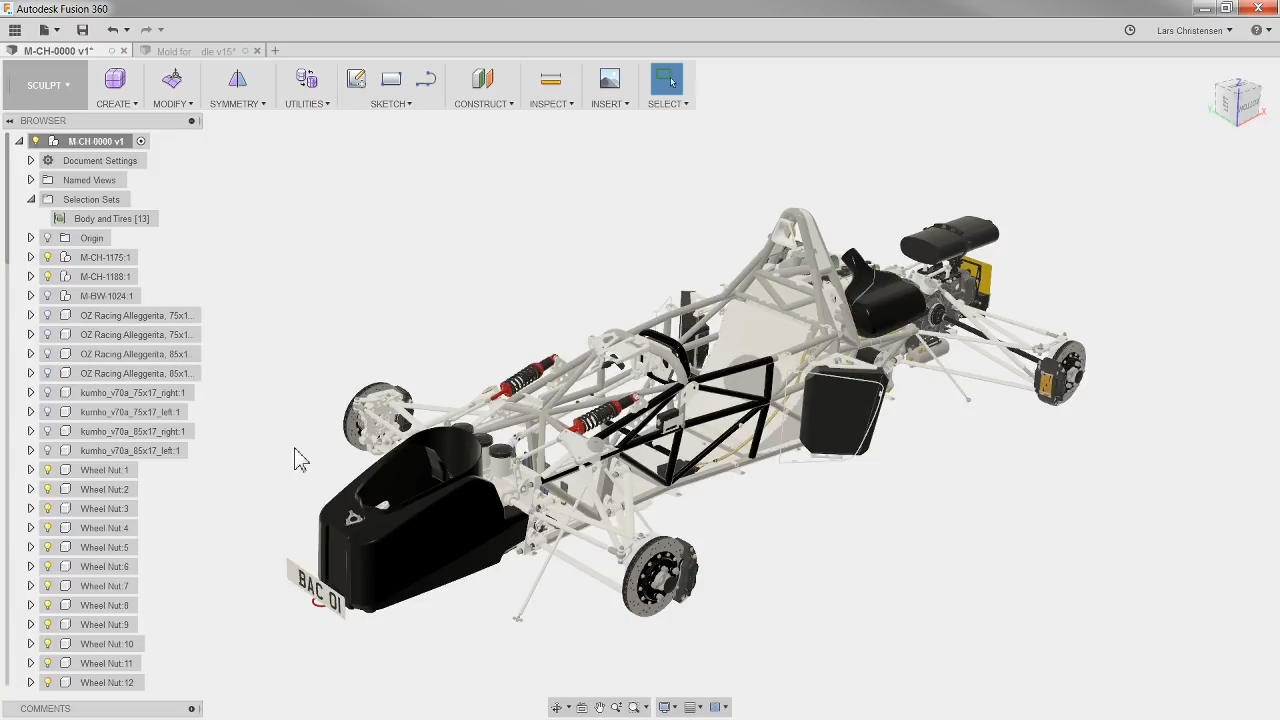 Autodesk Fusion 360
Lars Christensen
M-CH-0000 v1*
Mold for dle v15*
SCULPT
CREATE
MODIFY
SYMMETRY
UTILITIES
SKETCH
CONSTRUCT
INSPECT
INSERT
SELECT
BROWSER
M-CH-0000 v1
Document Settings
Named Views
Selection Sets
Body and Tires [13]
Origin
M-CH-1175:1
M-CH-1188:1
M-BW-1024:1
OZ Racing Alleggerita, 75x1...
OZ Racing Alleggerita, 75x1...
OZ Racing Alleggerita, 85x1...
OZ Racing Alleggerita, 85x1...
kumho_v70a_75x17_right:1
kumho_v70a_75x17_left:1
kumho_v70a_85x17_right:1
kumho_v70a_85x17_left:1
Wheel Nut:1
Wheel Nut:2
Wheel Nut:3
Wheel Nut:4
Wheel Nut:5
Wheel Nut:6
Wheel Nut:7
Wheel Nut:8
Wheel Nut:9
Wheel Nut:10
Wheel Nut:11
Wheel Nut:12
COMMENTS
BAC 01
Z
X
Y